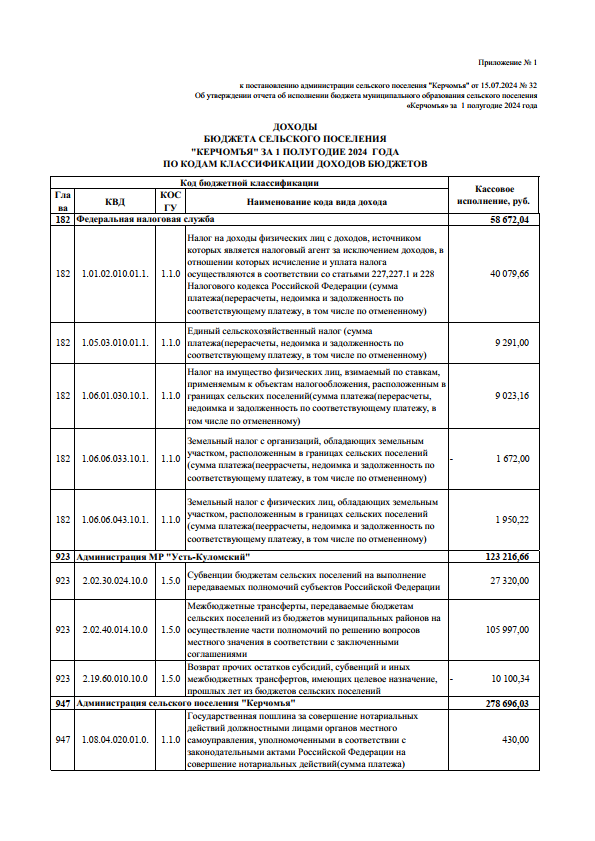 Приложение № 1
к постановлению администрации сельского поселения "Керчомъя" от 15.07.2024 № 32
Об утверждении отчета об исполнении бюджета муниципального образования сельского поселения
«Керчомъя» за 1 полугодие 2024 года
ДОХОДЫ
БЮДЖЕТА СЕЛЬСКОГО ПОСЕЛЕНИЯ
"КЕРЧОМЪЯ" ЗА 1 ПОЛУГОДИЕ 2024 ГОДА
ПО КОДАМ КЛАССИФИКАЦИИ ДОХОДОВ БЮДЖЕТОВ
Код бюджетной классификации
Кассовое
исполнение, руб.
Гла
ва
КВД
КОС
ГУ
Наименование кода вида дохода
182 Федеральная налоговая служба 58 672,04
182 1.01.02.010.01.1. 1.1.0
Налог на доходы физических лиц с доходов, источником
которых является налоговый агент за исключением доходов, в
отношении которых исчисление и уплата налога
осуществляются в соответствии со статьями 227,227.1 и 228
Налогового кодекса Российской Федерации (сумма
платежа(перерасчеты, недоимка и задолженность по
соответствующему платежу, в том числе по отмененному)
40 079,66
182 1.05.03.010.01.1. 1.1.0
Единый сельскохозяйственный налог (сумма
платежа(перерасчеты, недоимка и задолженность по
соответствующему платежу, в том числе по отмененному)
9 291,00
182 1.06.01.030.10.1. 1.1.0
Налог на имущество физических лиц, взимаемый по ставкам,
применяемым к объектам налогообложения, расположенным в
границах сельских поселений(сумма платежа(перерасчеты,
недоимка и задолженность по соответствующему платежу, в
том числе по отмененному)
9 023,16
182 1.06.06.033.10.1. 1.1.0
Земельный налог с организаций, обладающих земельным
участком, расположенным в границах сельских поселений
(сумма платежа(пееррасчеты, недоимка и задолженность по
соответствующему платежу, в том числе по отмененному)
- 1 672,00
182 1.06.06.043.10.1. 1.1.0
Земельный налог с физических лиц, обладающих земельным
участком, расположенным в границах сельских поселений
(сумма платежа(пееррасчеты, недоимка и задолженность по
соответствующему платежу, в том числе по отмененному)
1 950,22
923 Администрация МР "Усть-Куломский" 123 216,66
923 2.02.30.024.10.0 1.5.0
Субвенции бюджетам сельских поселений на выполнение
передаваемых полномочий субъектов Российской Федерации
27 320,00
923 2.02.40.014.10.0 1.5.0
Межбюджетные трансферты, передаваемые бюджетам
сельских поселений из бюджетов муниципальных районов на
осуществление части полномочий по решению вопросов
местного значения в соответствии с заключенными
соглашениями
105 997,00
923 2.19.60.010.10.0 1.5.0
Возврат прочих остатков субсидий, субвенций и иных
межбюджетных трансфертов, имеющих целевое назначение,
прошлых лет из бюджетов сельских поселений
- 10 100,34
947 Администрация сельского поселения "Керчомъя" 278 696,03
947 1.08.04.020.01.0. 1.1.0
Государственная пошлина за совершение нотариальных
действий должностными лицами органов местного
самоуправления, уполномоченными в соответствии с
законодательными актами Российской Федерации на
совершение нотариальных действий(сумма платежа)
430,00